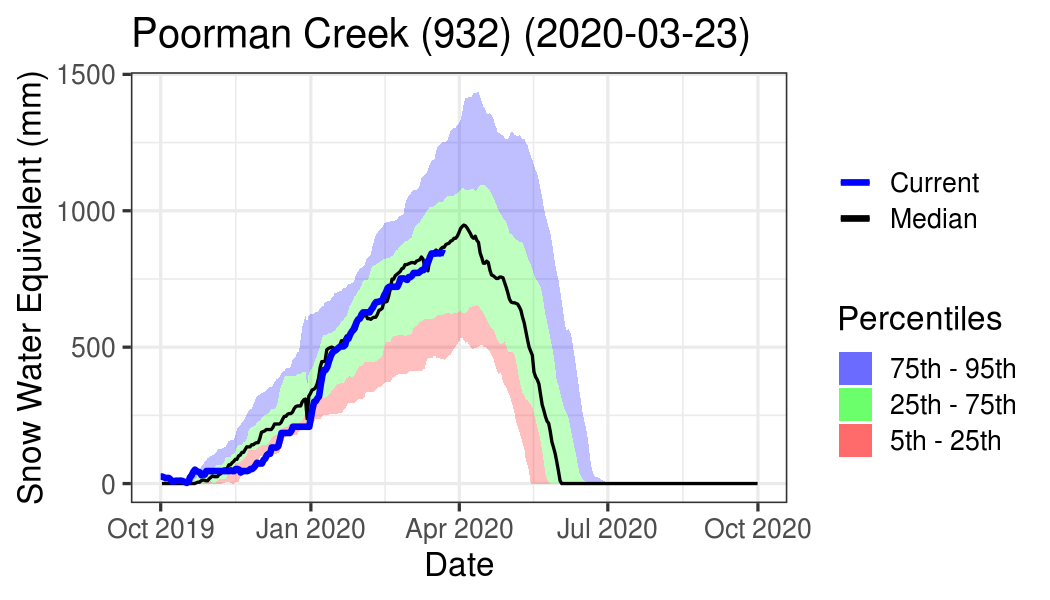 Poorman Creek (932) (2020-03-23)
Snow Water Equivalent (mm)
1500
1000
500
0
Oct 2019 Jan 2020 Apr 2020 Jul 2020 Oct 2020
Date
Current
Median
Percentiles
75th - 95th
25th - 75th
5th - 25th